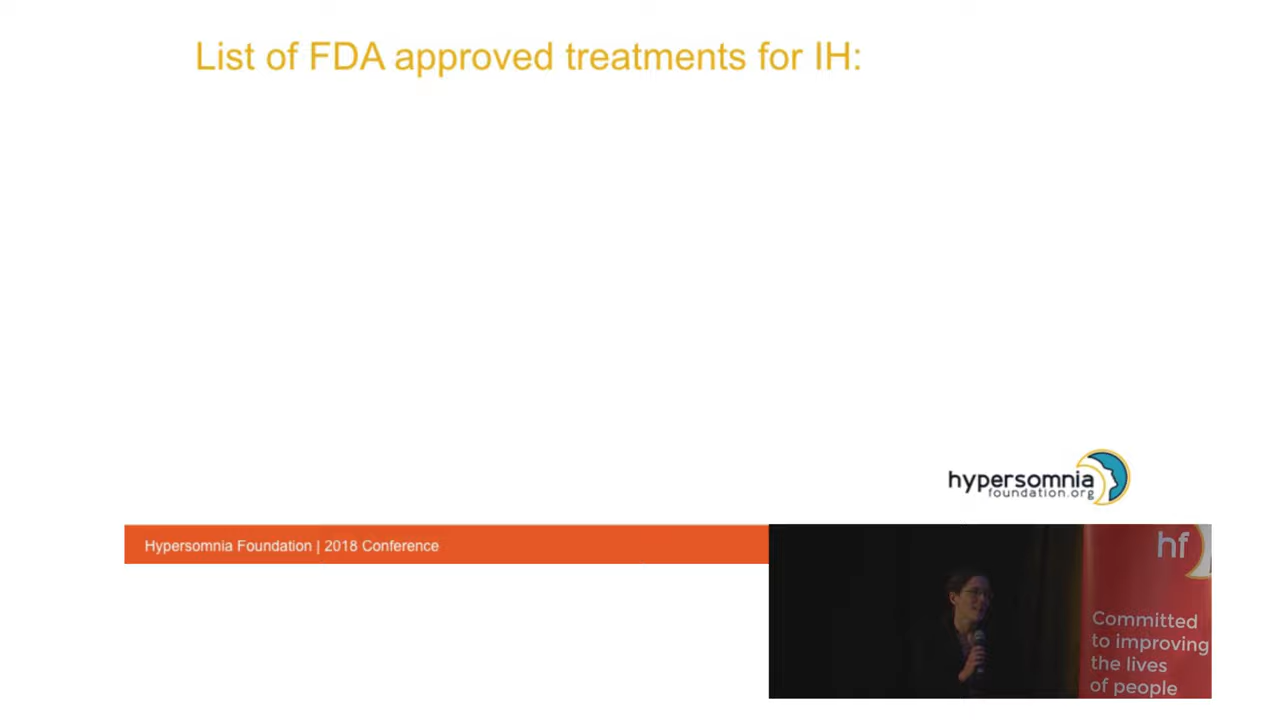 List of FDA approved treatments for IH:
hypersomnia
foundation.org
Hypersomnia Foundation | 2018 Conference
hf
Committed
to improving
the lives
of people